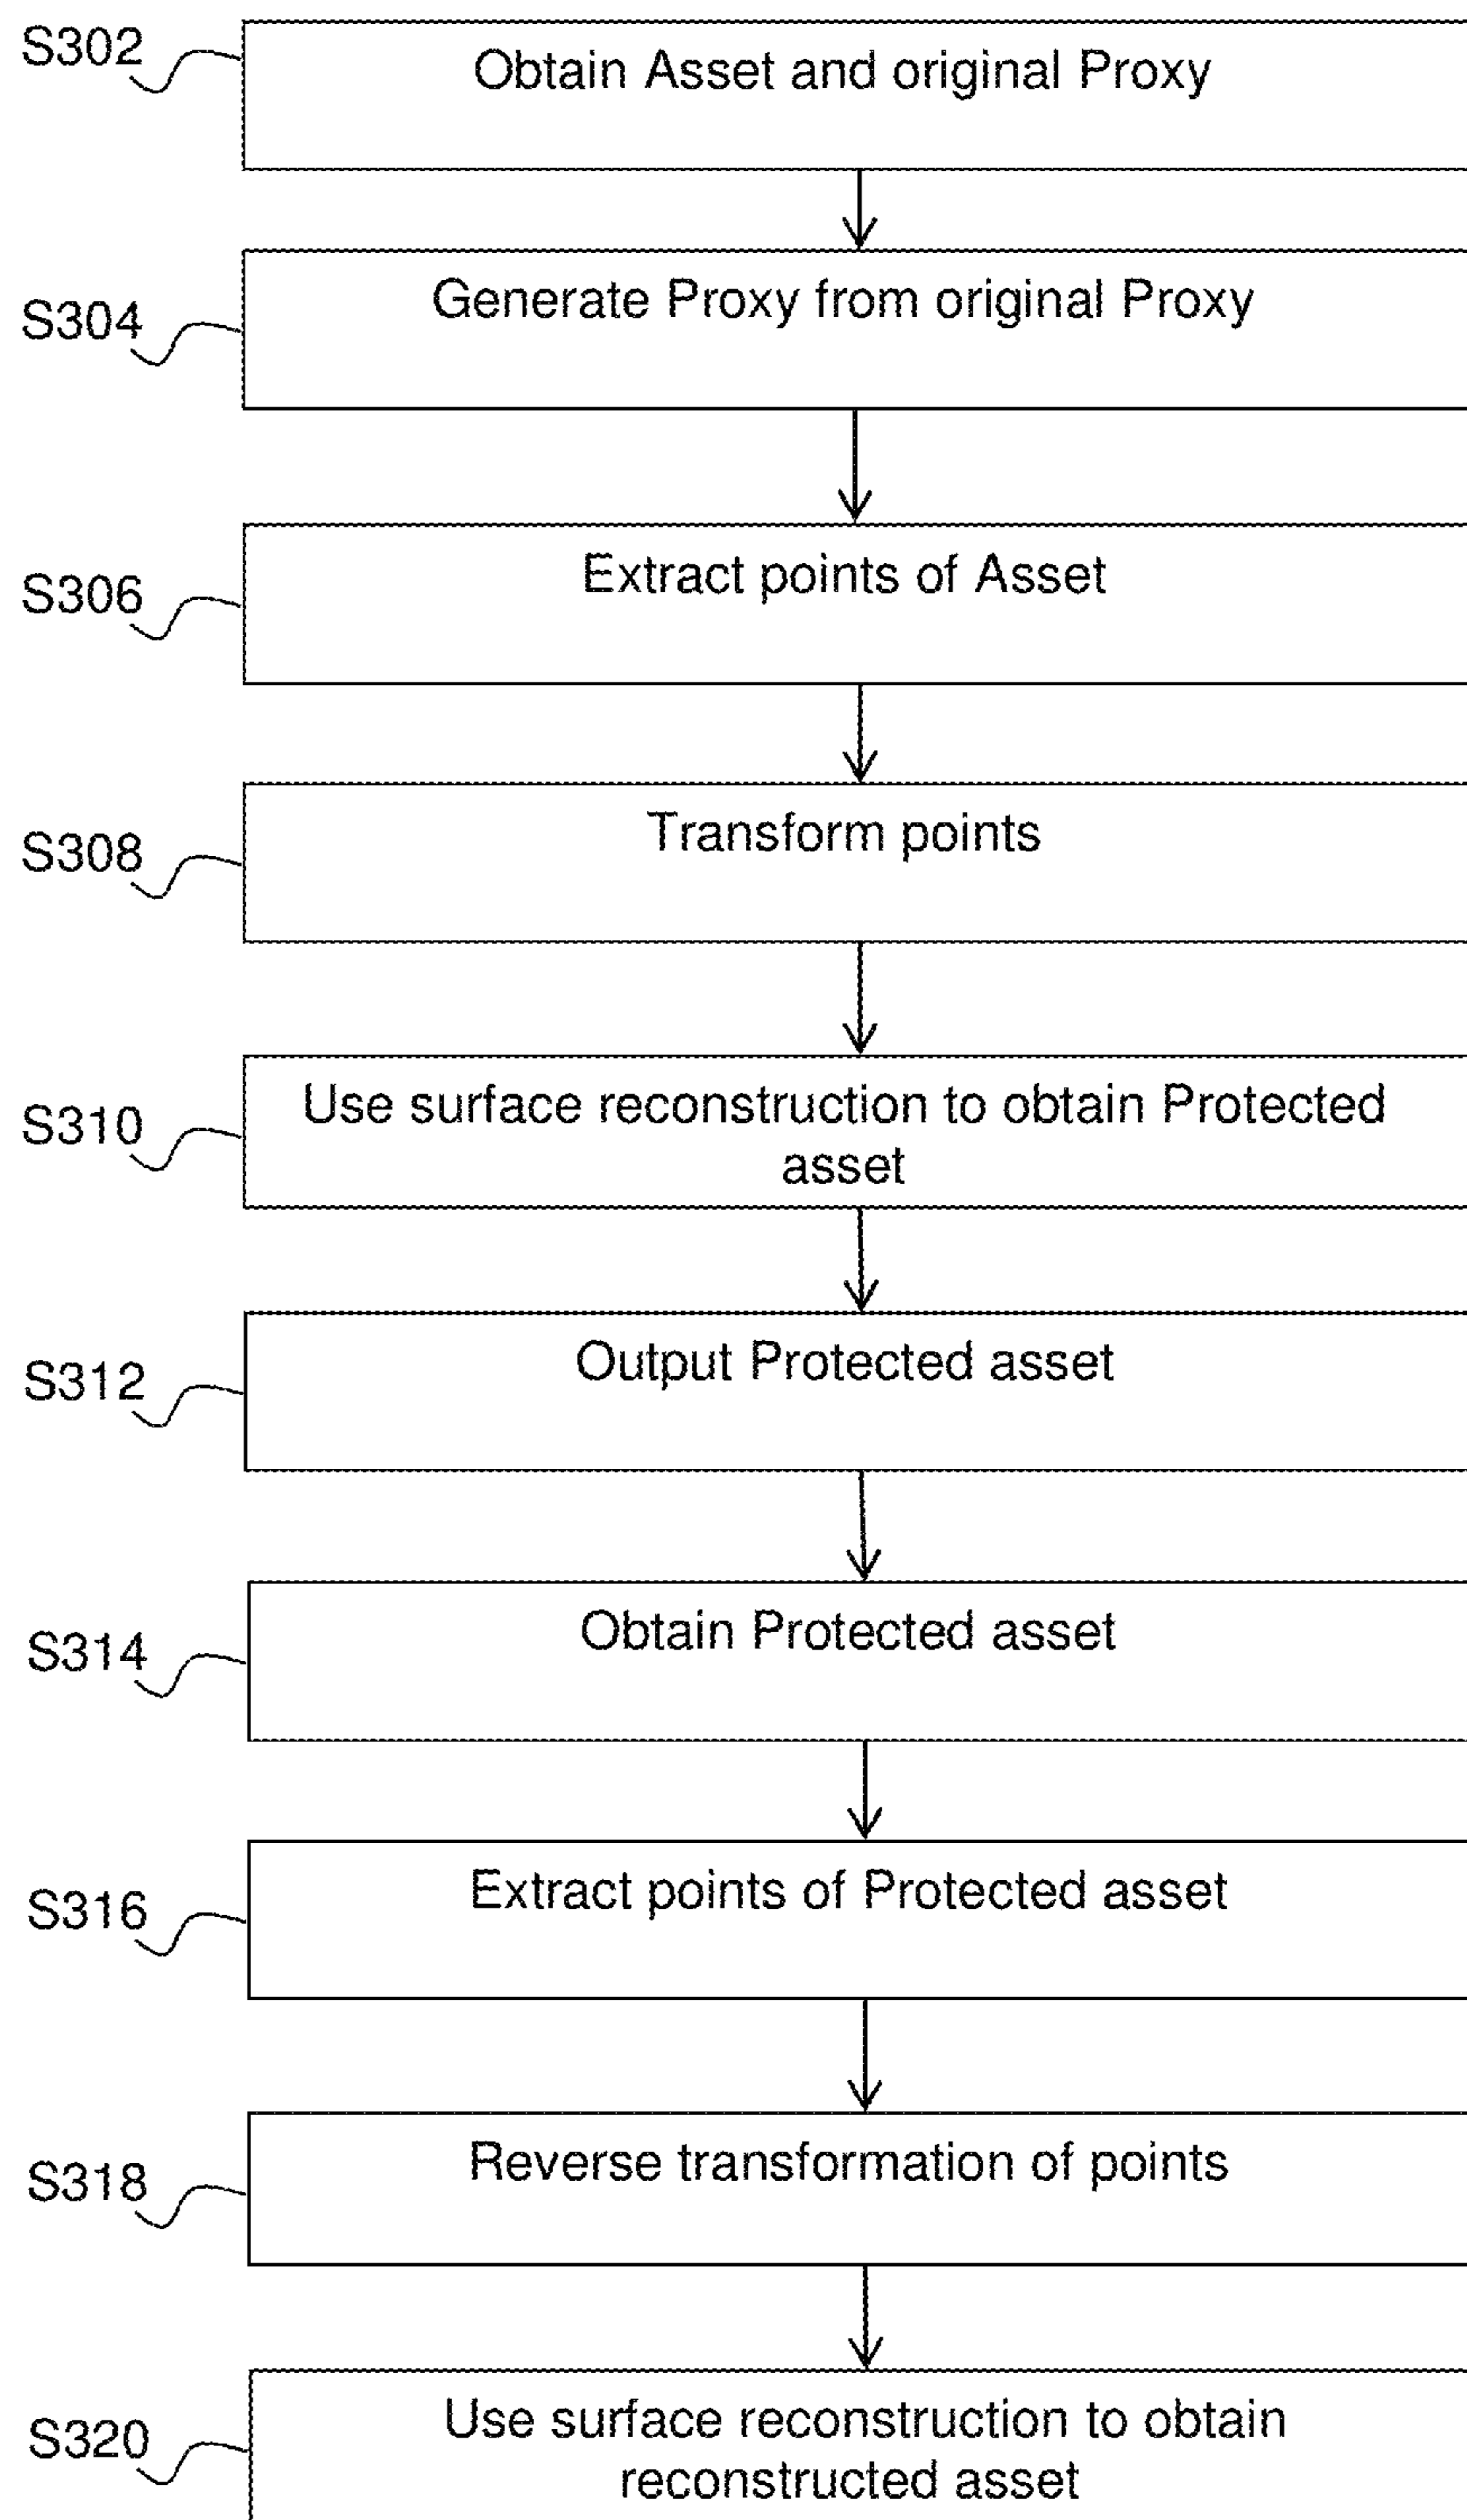 S302
Obtain Asset and original Proxy
S304
Generate Proxy from original Proxy
S306
Extract points of Asset
S308
Transform points
S310
Use surface reconstruction to obtain Protected
asset
S312
Output Protected asset
S314
Obtain Protected asset
S316
Extract points of Protected asset
S318
Reverse transformation of points
S320
Use surface reconstruction to obtain
reconstructed asset